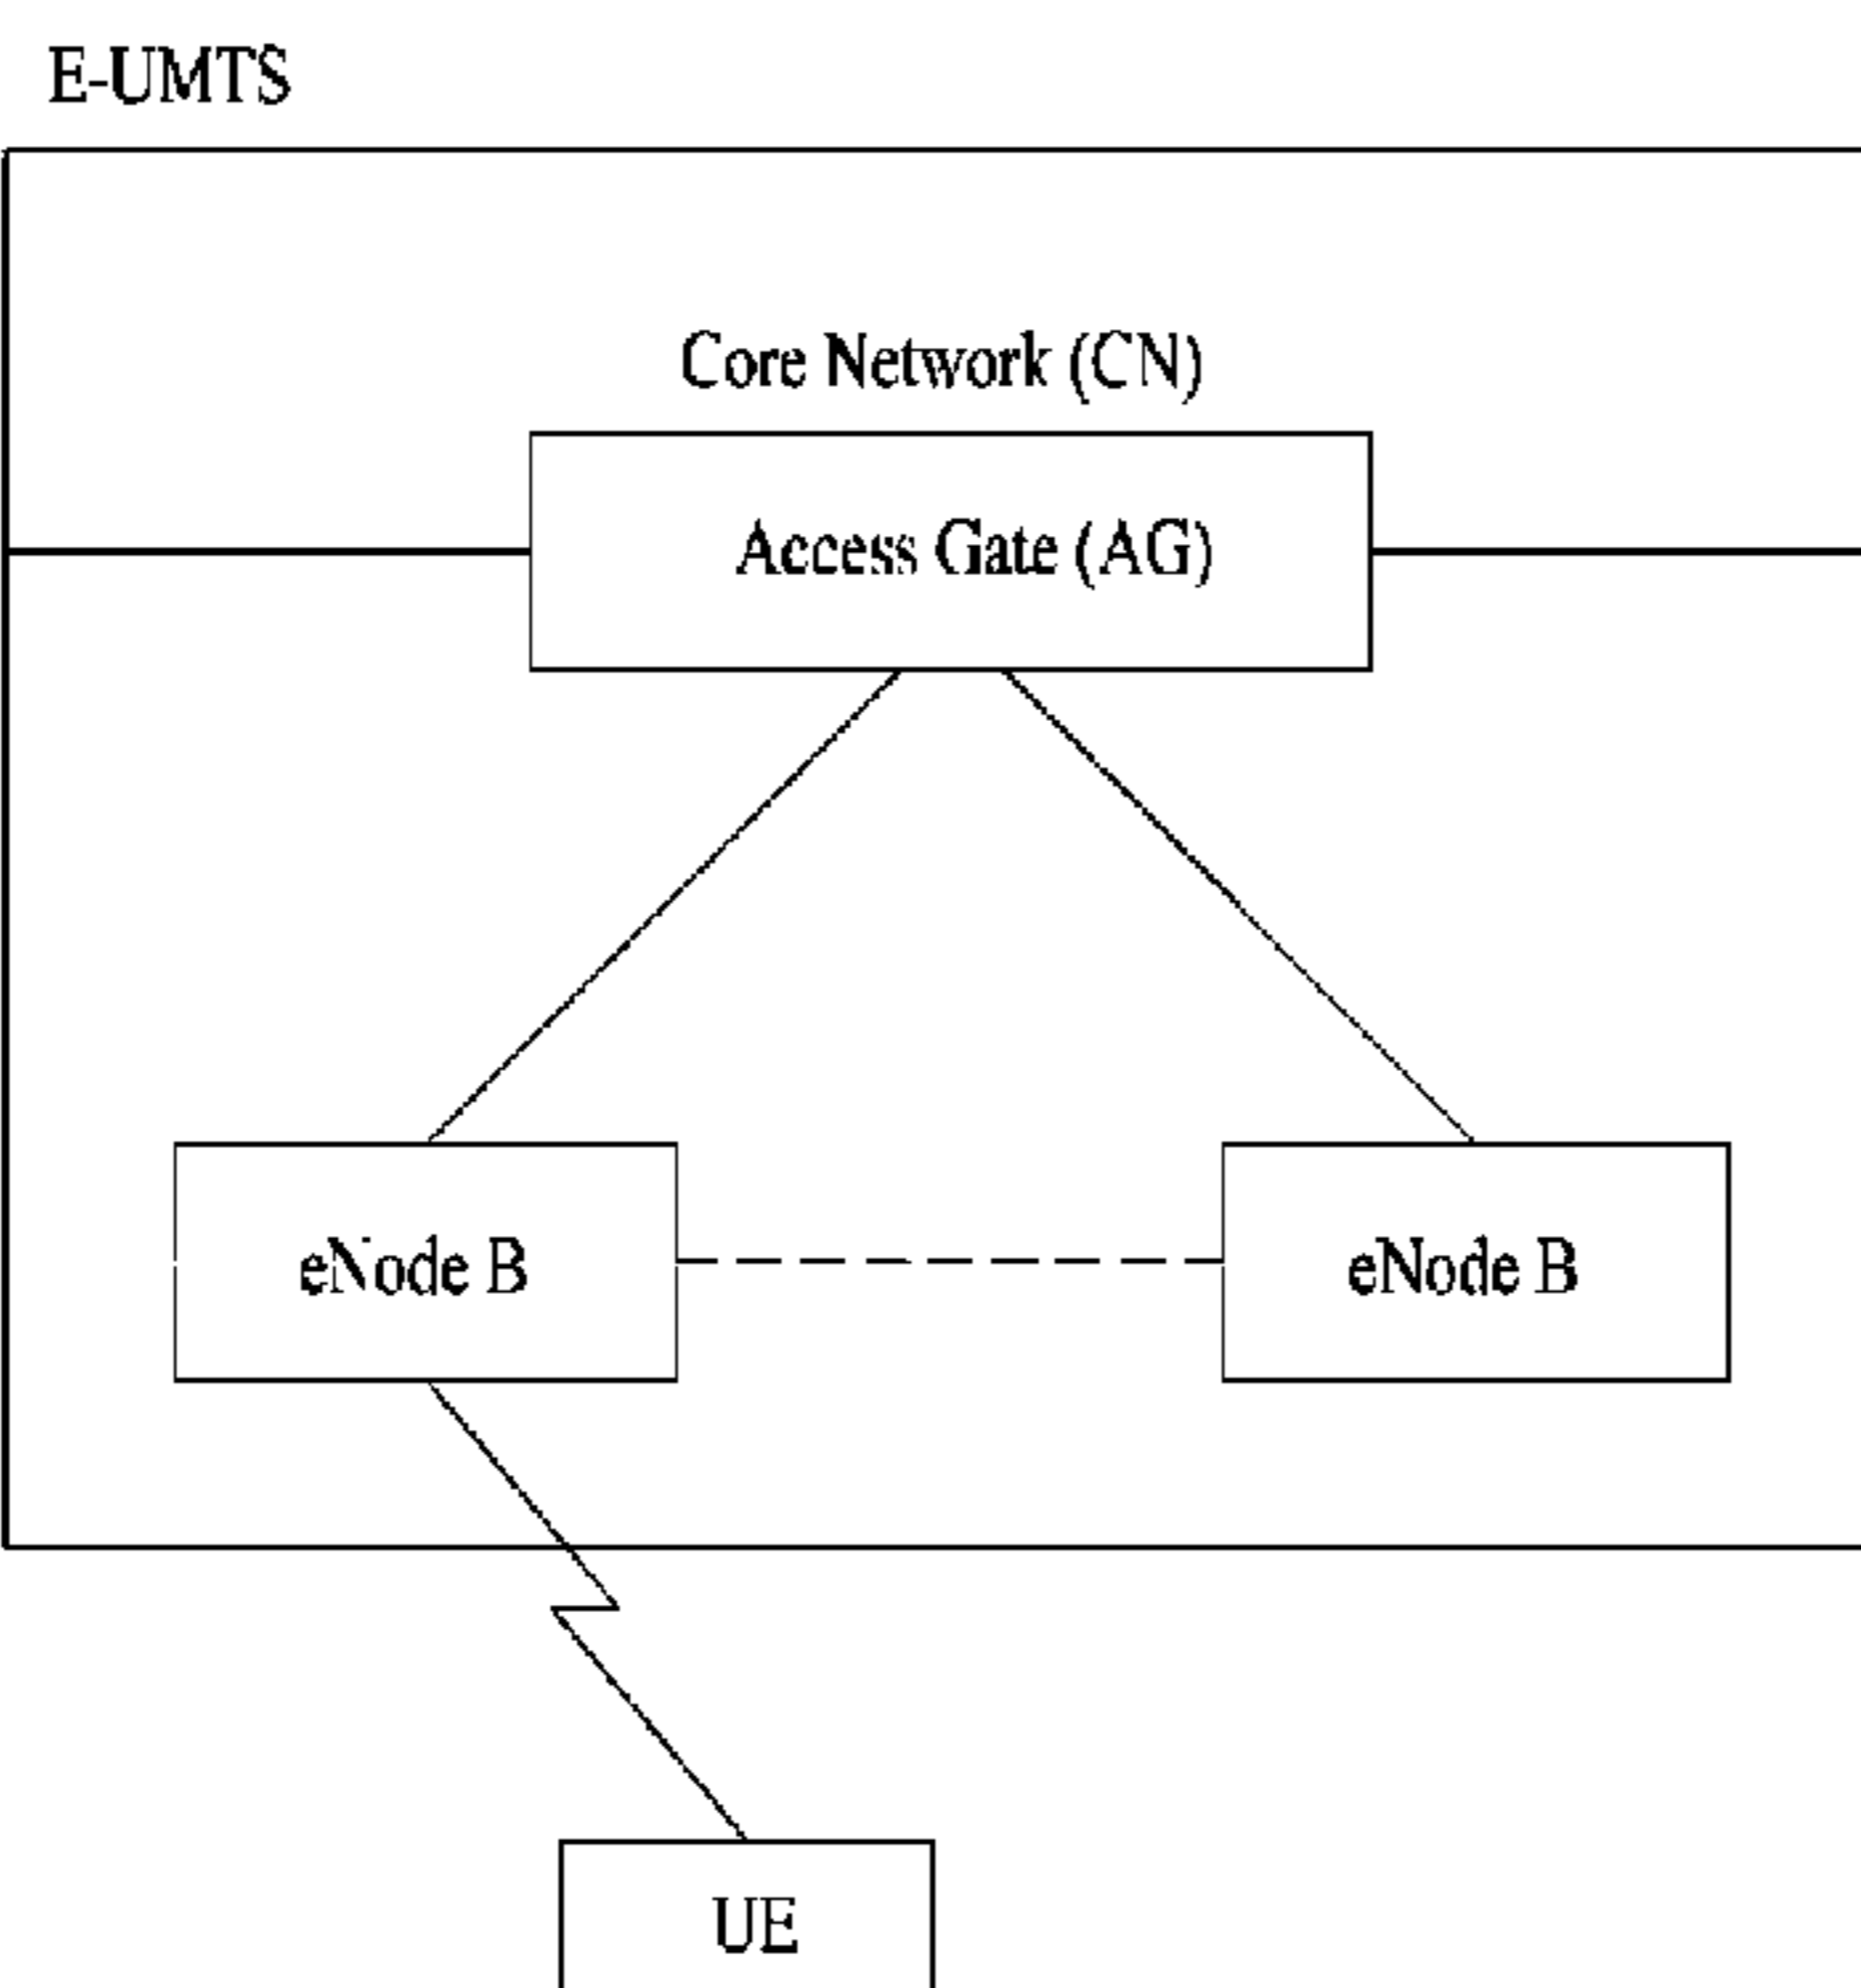 E-UMTS
Core Network (CN)
Access Gate (AG)
eNode B
eNode B
UE